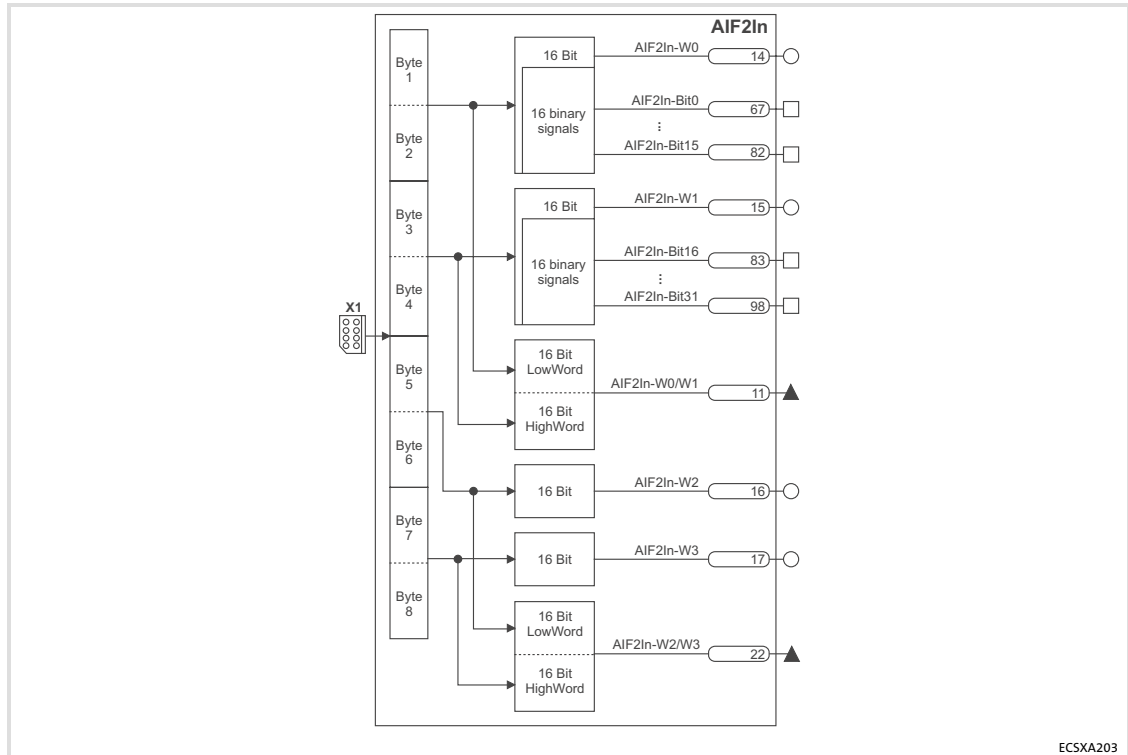 AIF2In
Byte
1
Byte
2
Byte
3
Byte
4
Byte
5
Byte
6
Byte
7
Byte
8
X1
16 Bit
AIF2In-W0
14
16 binary
signals
AIF2In-Bit0
67
⋮
AIF2In-Bit15
82
16 Bit
AIF2In-W1
15
16 binary
signals
AIF2In-Bit16
83
⋮
AIF2In-Bit31
98
16 Bit
LowWord
16 Bit
HighWord
AIF2In-W0/W1
11
16 Bit
AIF2In-W2
16
16 Bit
AIF2In-W3
17
16 Bit
LowWord
16 Bit
HighWord
AIF2In-W2/W3
22
ECSXA203